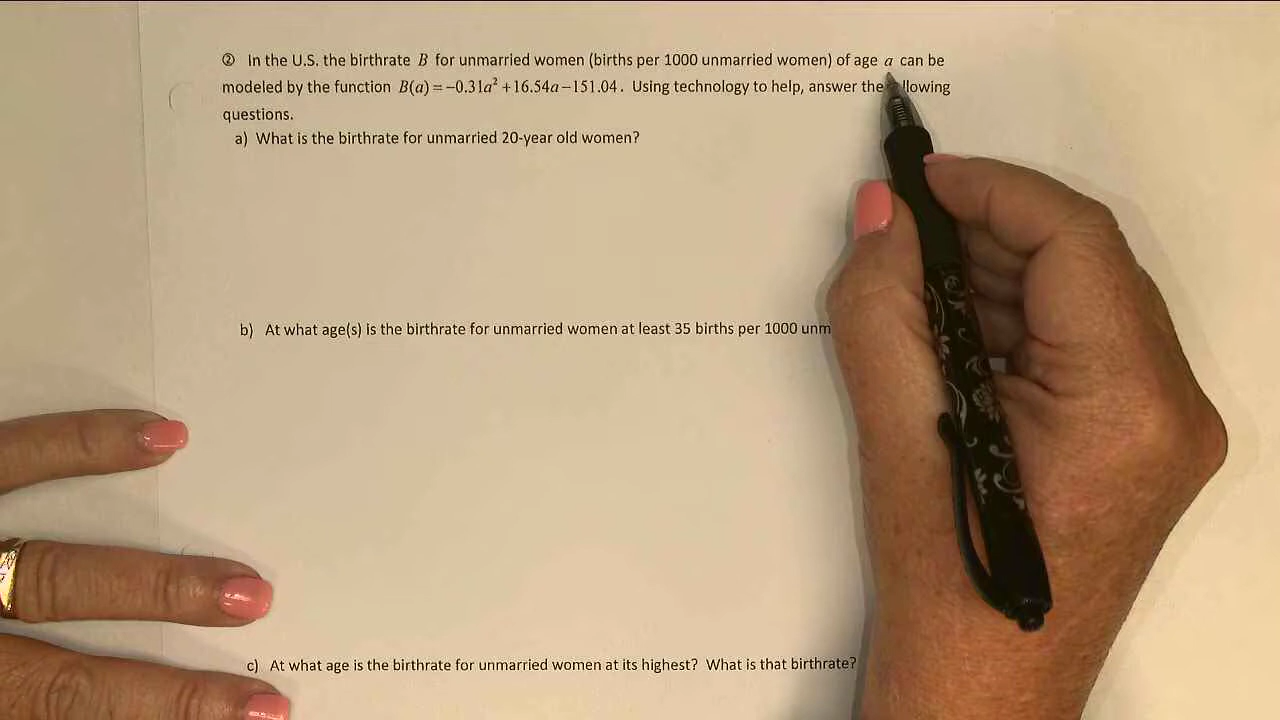 ② In the U.S. the birthrate B for unmarried women (births per 1000 unmarried women) of age a can be
modeled by the function B(a) = −0.31a² + 16.54a − 151.04. Using technology to help, answer the
questions.
a) What is the birthrate for unmarried 20-year old women?
b) At what age(s) is the birthrate for unmarried women at least 35 births per 1000
c) At what age is the birthrate for unmarried women at its highest? What is that birthrate?